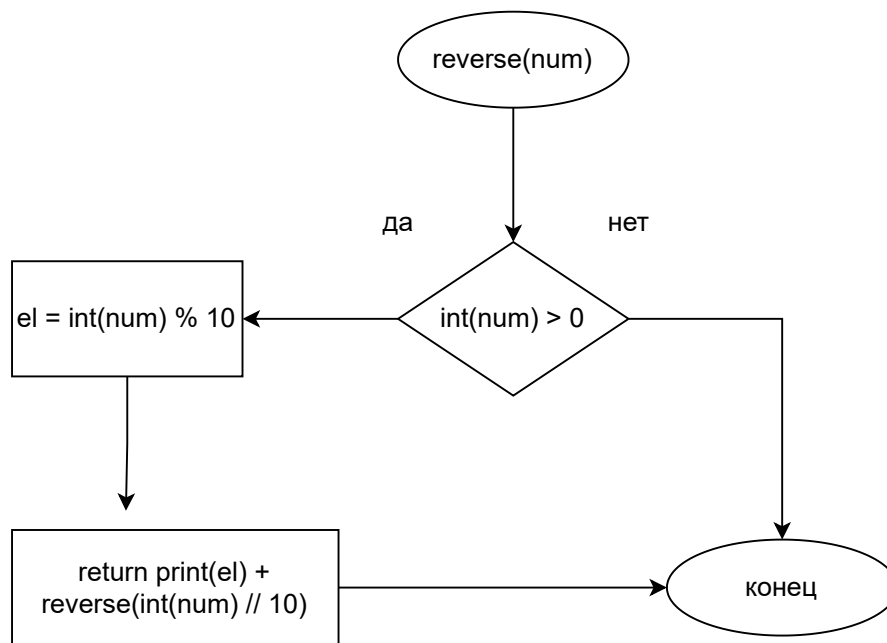 reverse(num)
да
нет
int(num) > 0
el = int(num) % 10
return print(el) +
reverse(int(num) // 10)
конец